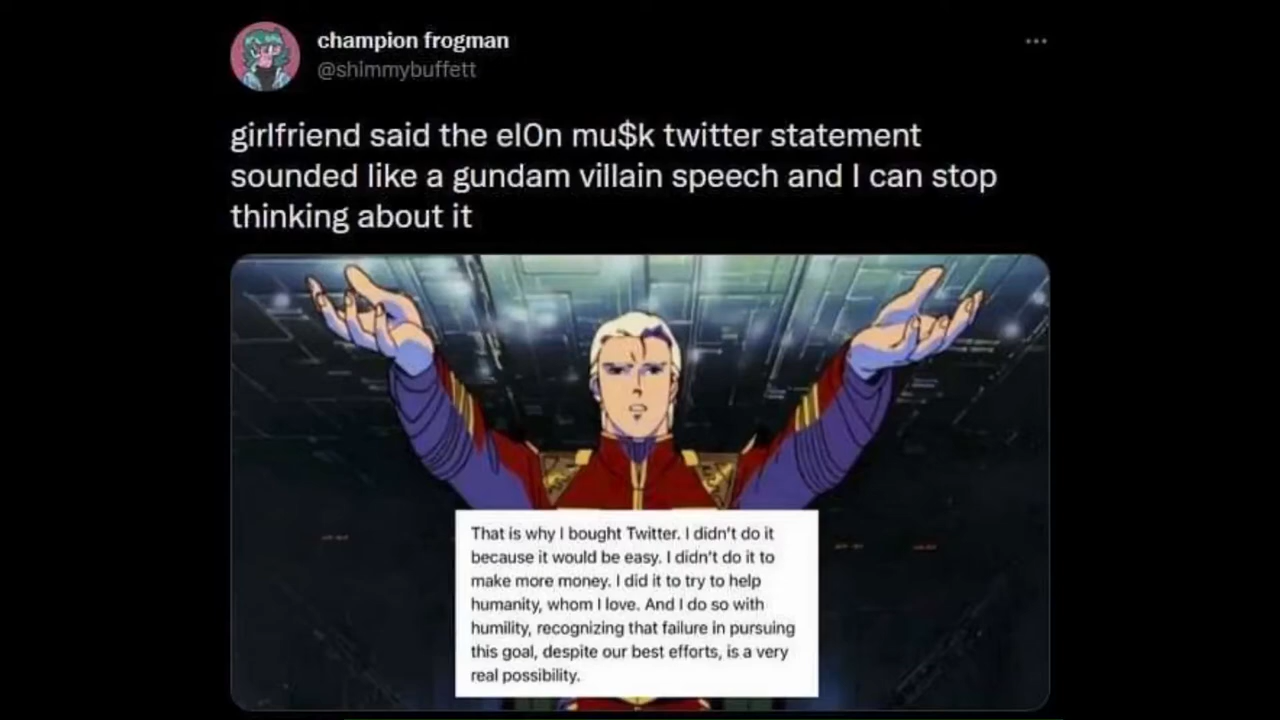 champion frogman
@shimmybuffett
girlfriend said the el0n mu$k twitter statement
sounded like a gundam villain speech and I can stop
thinking about it
That is why I bought Twitter. I didn't do it
because it would be easy. I didn't do it to
make more money. I did it to try to help
humanity, whom I love. And I do so with
humility, recognizing that failure in pursuing
this goal, despite our best efforts, is a very
real possibility.